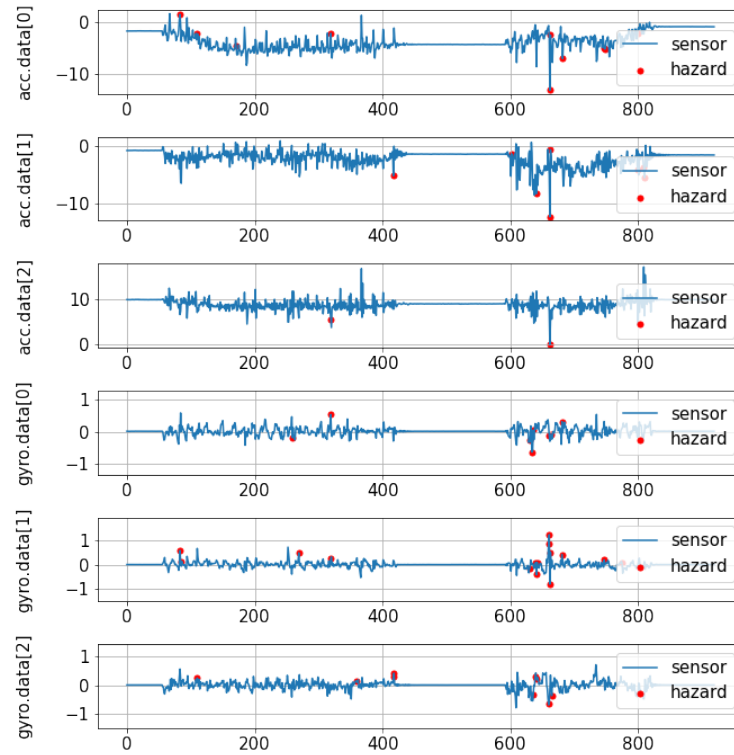 acc.data[0]
0
−10
sensor
hazard
0 200 400 600 800
acc.data[1]
0
−10
sensor
hazard
0 200 400 600 800
acc.data[2]
10
0
sensor
hazard
0 200 400 600 800
gyro.data[0]
1
0
−1
sensor
hazard
0 200 400 600 800
gyro.data[1]
1
0
−1
sensor
hazard
0 200 400 600 800
gyro.data[2]
1
0
−1
sensor
hazard
0 200 400 600 800